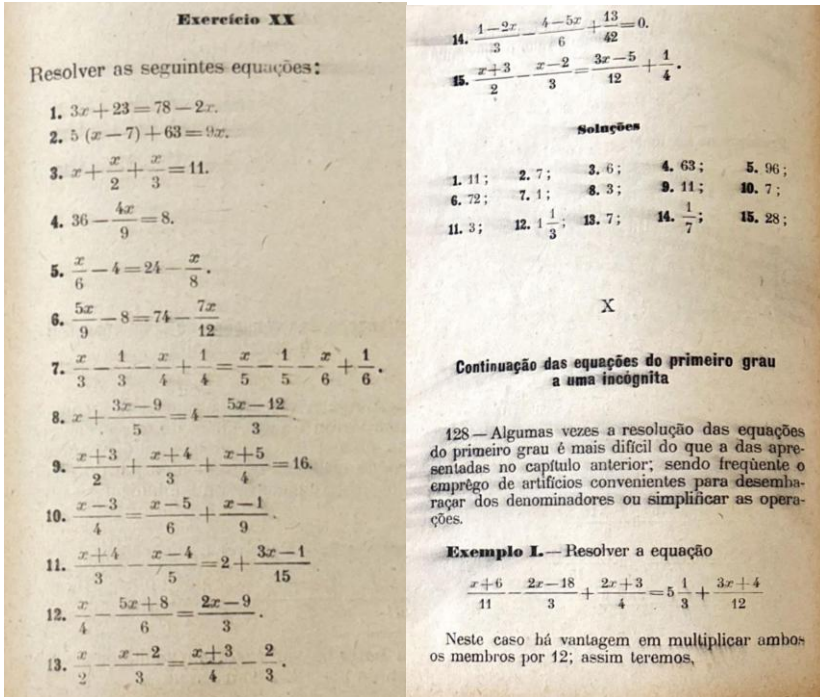 Exercício XX
Resolver as seguintes equações:
1. 3x + 23 = 78 — 2x.
2. 5 (x — 7) + 63 = 9x.
3. x + x/2 + x/3 = 11.
4. 36 — 4x/9 = 8.
5. x/6 — 4 = 24 — x/8.
6. 5x/9 — 8 = 74 — 7x/12
7. x/3 — 1/3 — x/4 + 1/4 = x/5 — 1/5 — x/6 + 1/6.
8. x + (3x — 9)/5 = 4 — (5x — 12)/3.
9. (x + 3)/2 + (x + 4)/3 + (x + 5)/4 = 16.
10. (x — 3)/4 = (x — 5)/6 + (x — 1)/9.
11. (x + 4)/3 — (x — 4)/5 = 2 + (3x — 1)/15
12. x/4 — (5x + 8)/6 = (2x — 9)/3.
13. x/2 — (x — 2)/3 = (x + 3)/4 — 2/3.
14. (1 — 2x)/3 — (4 — 5x)/6 + 13/42 = 0.
15. (x + 3)/2 — (x — 2)/3 = (3x — 5)/12 + 1/4.
Soluções
1. 11; 2. 7; 3. 6; 4. 63; 5. 96;
6. 72; 7. 1; 8. 3; 9. 11; 10. 7;
11. 3; 12. 1 1/3; 13. 7; 14. 1/7; 15. 28;
X
Continuação das equações do primeiro grau
a uma incógnita
128 — Algumas vezes a resolução das equações
do primeiro grau é mais difícil do que a das apre-
sentadas no capítulo anterior; sendo freqüente o
emprêgo de artifícios convenientes para desemba-
raçar dos denominadores ou simplificar as opera-
ções.
Exemplo I. — Resolver a equação
(x + 6)/11 — (2x — 18)/3 + (2x + 3)/4 = 5 1/3 + (3x + 4)/12
Neste caso há vantagem em multiplicar ambos
os membros por 12; assim teremos,